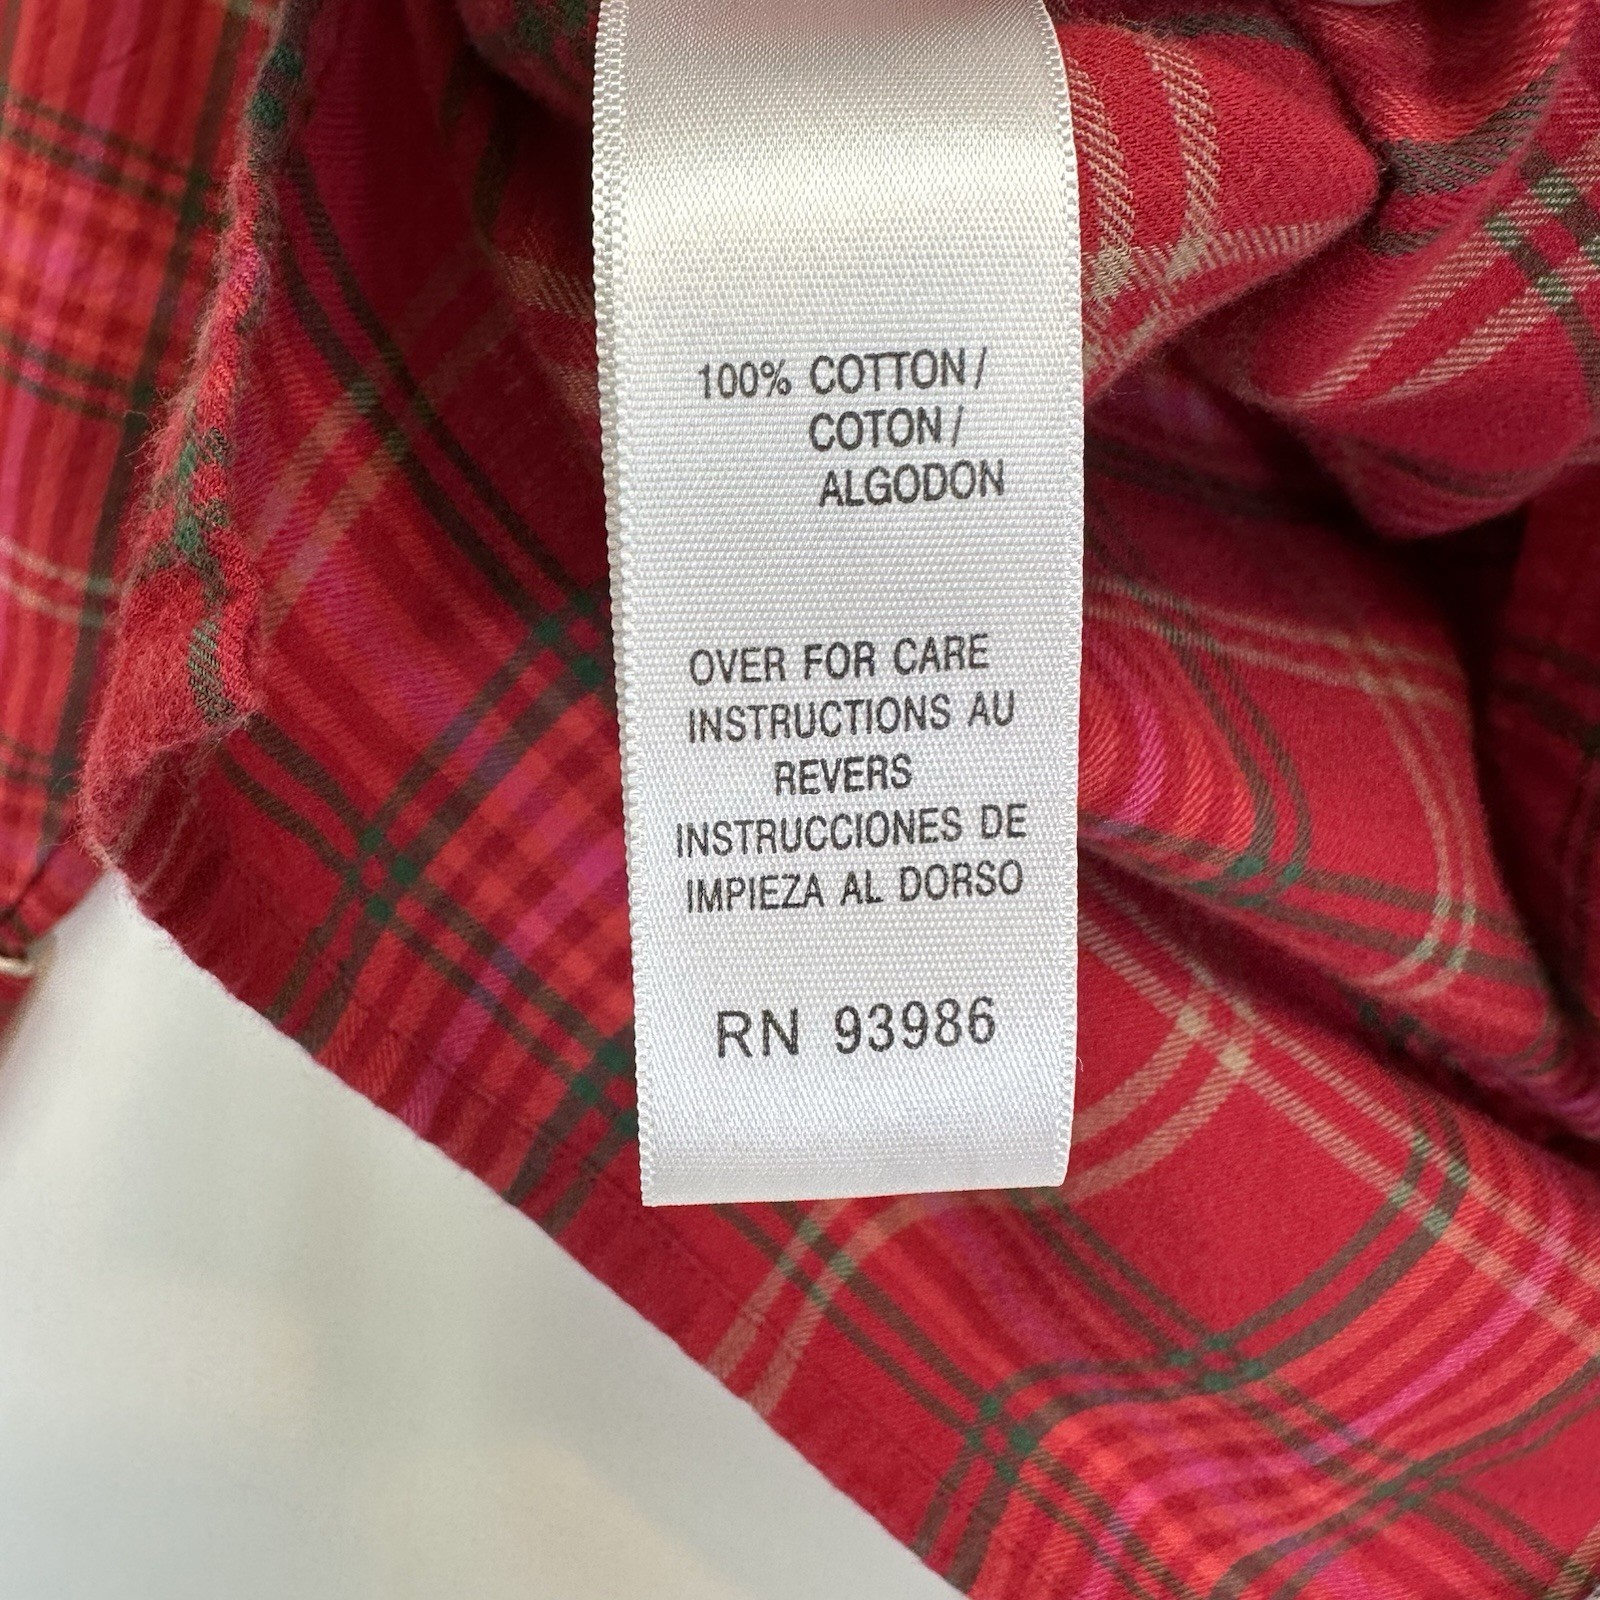 100% COTTON/
COTON/
ALGODON
OVER FOR CARE
INSTRUCTIONS AU
REVERS
INSTRUCCIONES DE
IMPIEZA AL DORSO
RN 93986